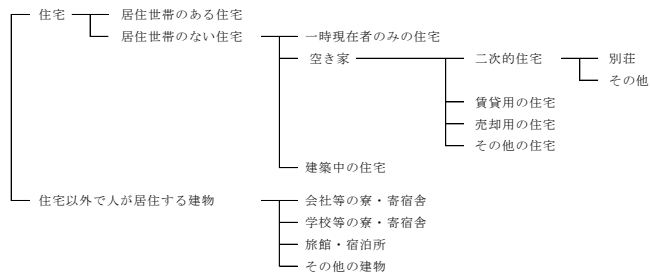 住宅
居住世帯のある住宅
居住世帯のない住宅
一時現在者のみの住宅
空き家
二次的住宅
別荘
その他
賃貸用の住宅
売却用の住宅
その他の住宅
建築中の住宅
住宅以外で人が居住する建物
会社等の寮・寄宿舎
学校等の寮・寄宿舎
旅館・宿泊所
その他の建物